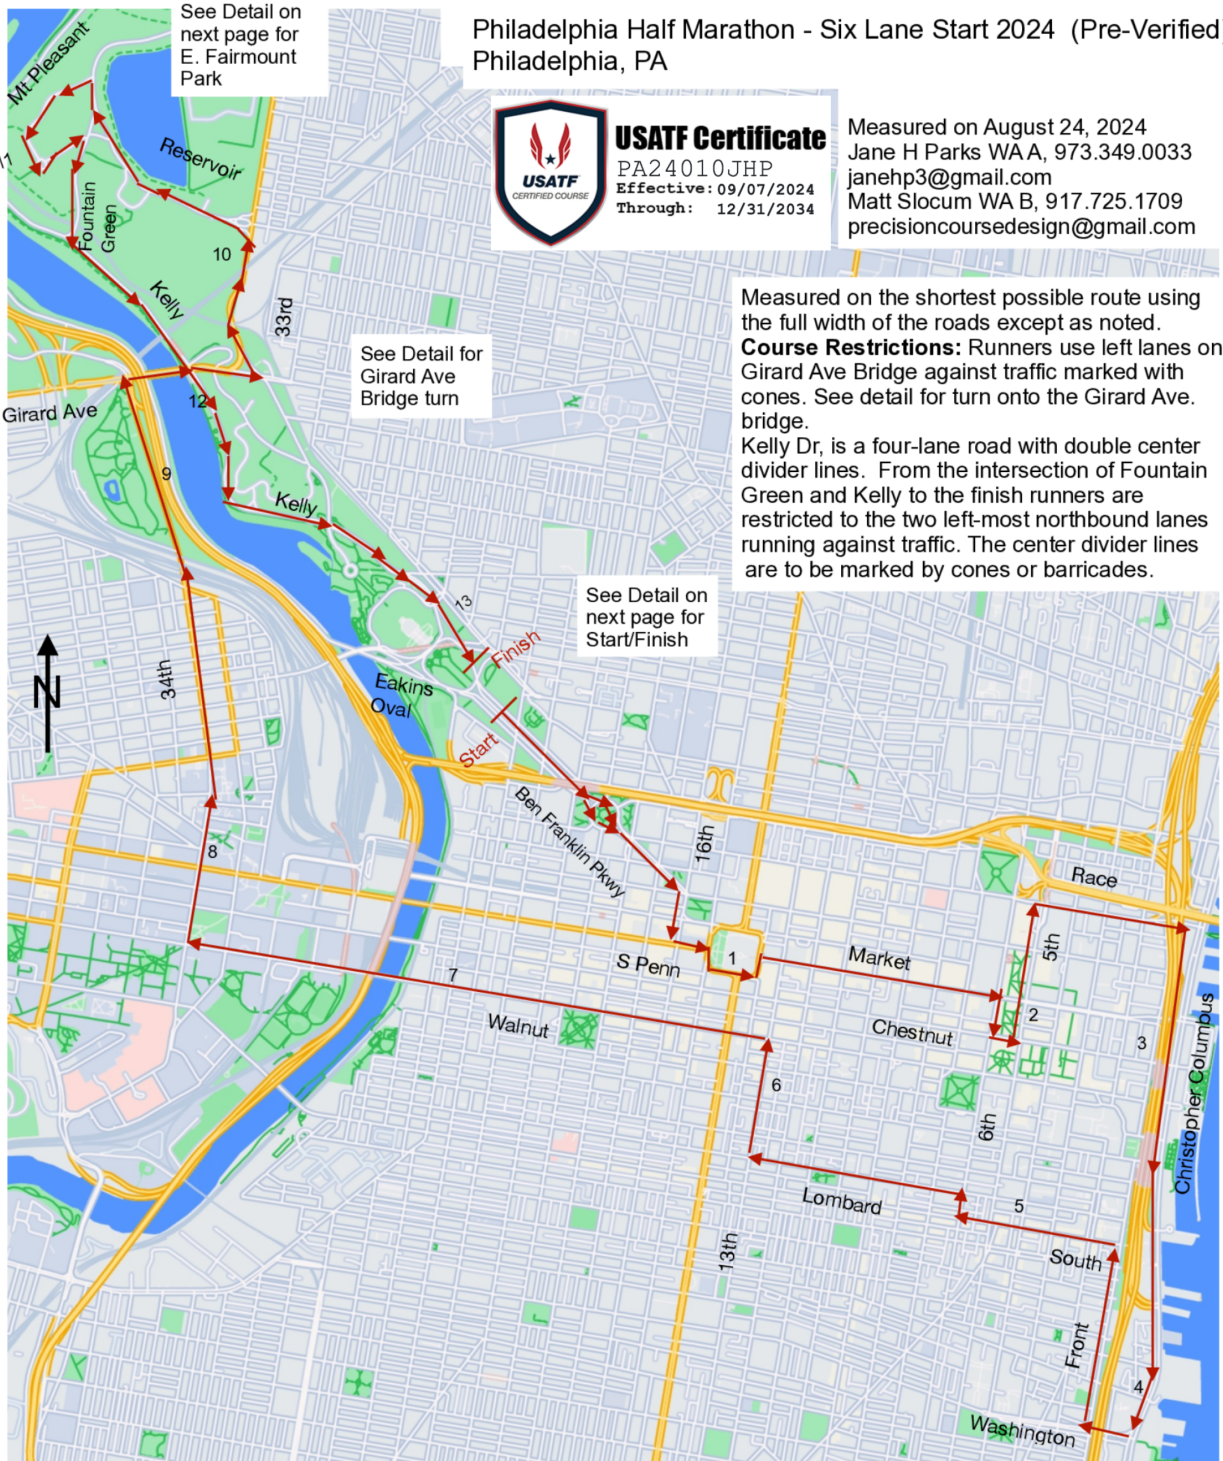 See Detail on
next page for
E. Fairmount
Park
Philadelphia Half Marathon - Six Lane Start 2024 (Pre-Verified
Philadelphia, PA
USATF
CERTIFIED COURSE
USATF Certificate
PA24010JHP
Effective: 09/07/2024
Through: 12/31/2034
Measured on August 24, 2024
Jane H Parks WA A, 973.349.0033
janehp3@gmail.com
Matt Slocum WA B, 917.725.1709
precisioncoursedesign@gmail.com
Measured on the shortest possible route using
the full width of the roads except as noted.
Course Restrictions: Runners use left lanes on
Girard Ave Bridge against traffic marked with
cones. See detail for turn onto the Girard Ave.
bridge.
Kelly Dr, is a four-lane road with double center
divider lines. From the intersection of Fountain
Green and Kelly to the finish runners are
restricted to the two left-most northbound lanes
running against traffic. The center divider lines
are to be marked by cones or barricades.
Mt Pleasant
Reservoir
Fountain
Green
10
Kelly
33rd
See Detail for
Girard Ave
Bridge turn
Girard Ave
12
9
Kelly
See Detail on
next page for
Start/Finish
13
Finish
34th
N
Eakins
Oval
Start
Ben Franklin Pkwy
16th
8
Race
5th
Market
S Penn
1
7
Walnut
Chestnut
2
3
Christopher Columbus
6
6th
Lombard
5
13th
South
Front
4
Washington